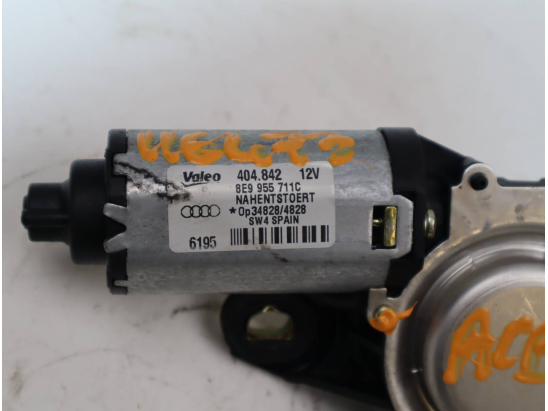 Valeo 404.842 12V
8E9 955 711C
NAHENTSTOERT
*Op34828/4828
SW4 SPAIN
6195